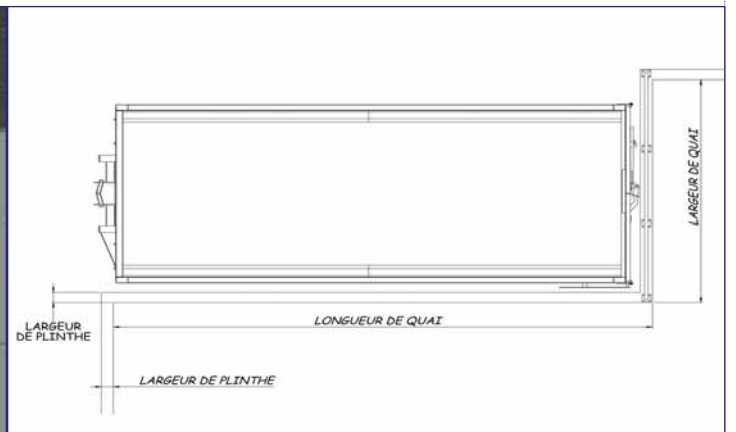 LARGEUR DE QUAI
LONGUEUR DE QUAI
LARGEUR
DE PLINTHE
LARGEUR DE PLINTHE